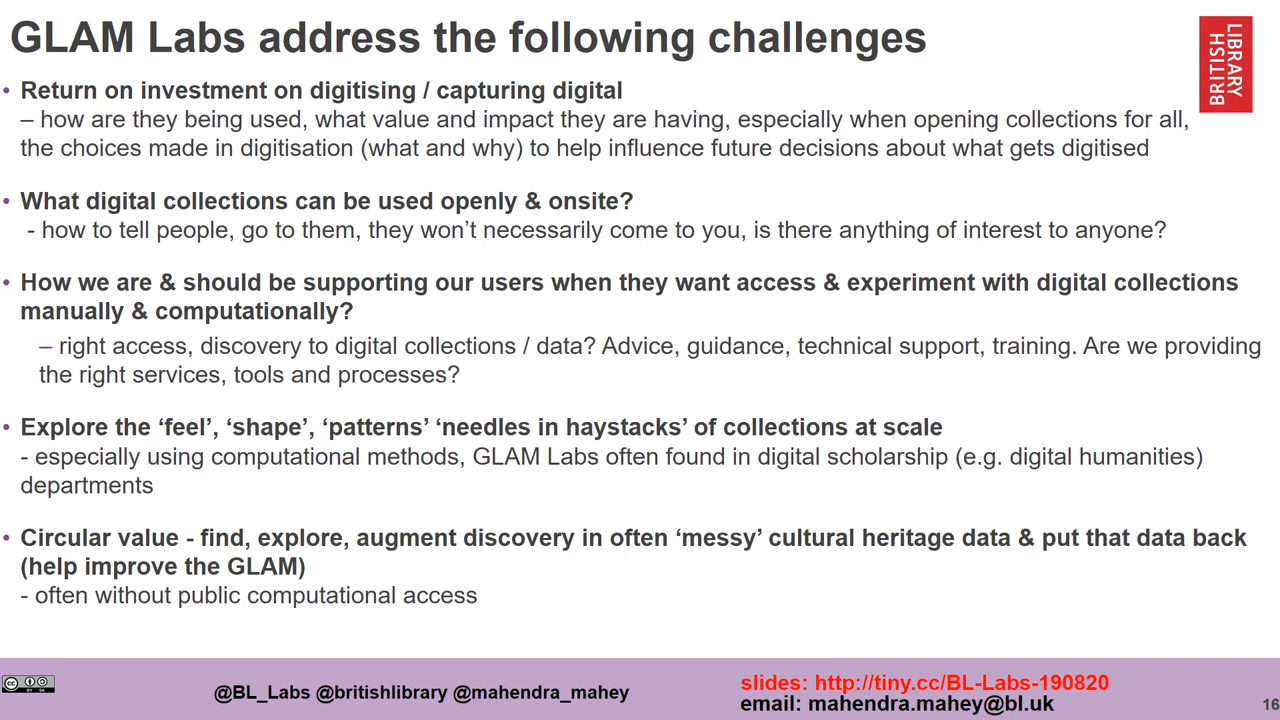 GLAM Labs address the following challenges
LIBRARY
BRITISH
• Return on investment on digitising / capturing digital
– how are they being used, what value and impact they are having, especially when opening collections for all,
the choices made in digitisation (what and why) to help influence future decisions about what gets digitised
• What digital collections can be used openly & onsite?
- how to tell people, go to them, they won’t necessarily come to you, is there anything of interest to anyone?
• How we are & should be supporting our users when they want access & experiment with digital collections
manually & computationally?
– right access, discovery to digital collections / data? Advice, guidance, technical support, training. Are we providing
the right services, tools and processes?
• Explore the ‘feel’, ‘shape’, ‘patterns’ ‘needles in haystacks’ of collections at scale
- especially using computational methods, GLAM Labs often found in digital scholarship (e.g. digital humanities)
departments
• Circular value - find, explore, augment discovery in often ‘messy’ cultural heritage data & put that data back
(help improve the GLAM)
- often without public computational access
cc BY SA
@BL_Labs @britishlibrary @mahendra_mahey
slides: http://tiny.cc/BL-Labs-190820
email: mahendra.mahey@bl.uk
16